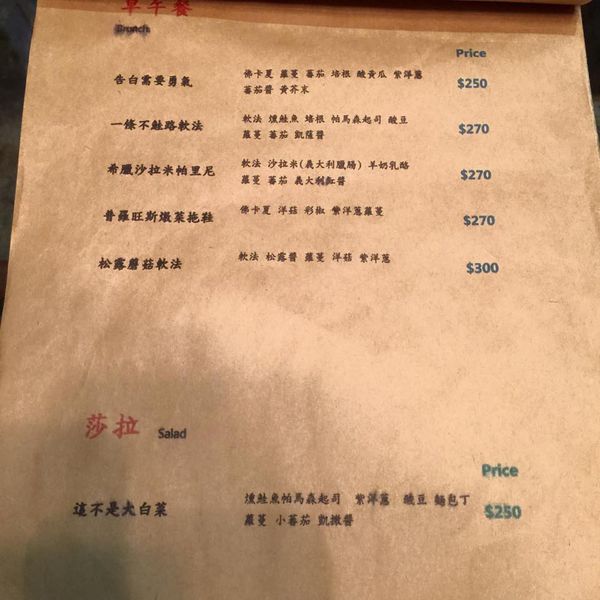 早午餐
Brunch
Price
告白需要勇氣 佛卡夏 蘿蔓 蕃茄 培根 酸黃瓜 紫洋蔥 $250
蕃茄醬 黃芥末
一條不鮭路軟法 軟法 燻鮭魚 培根 帕馬森起司 酸豆 $270
蘿蔓 蕃茄 凱薩醬
希臘沙拉米帕里尼 軟法 沙拉米(義大利臘腸) 羊奶乳酪 $270
蘿蔓 蕃茄 義大利紅醬
普羅旺斯燉菜拖鞋 佛卡夏 洋菇 彩椒 紫洋蔥蘿蔓 $270
松露蘑菇軟法 軟法 松露醬 蘿蔓 洋菇 紫洋蔥 $300
莎拉 Salad
Price
這不是大白菜 燻鮭魚帕馬森起司 紫洋蔥 酸豆 麵包丁 $250
蘿蔓 小蕃茄 凱撒醬